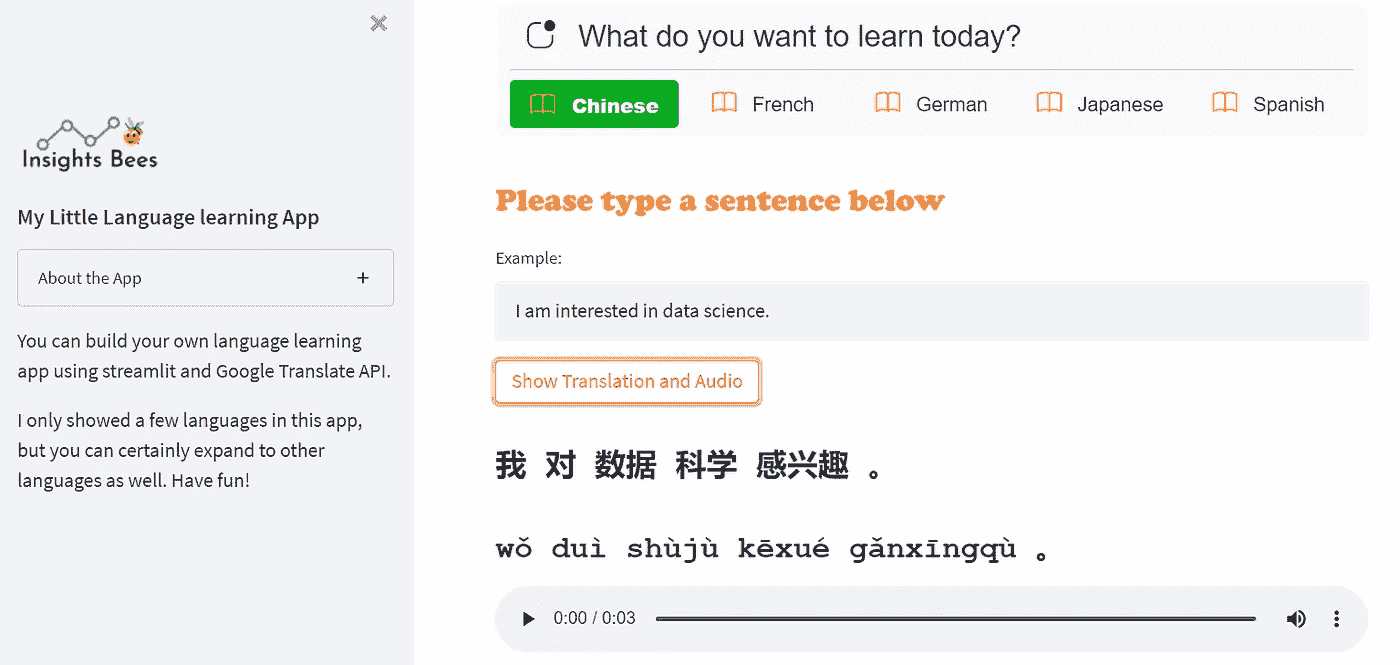 Insights Bees
My Little Language learning App
About the App
You can build your own language learning
app using streamlit and Google Translate API.
I only showed a few languages in this app,
but you can certainly expand to other
languages as well. Have fun!
What do you want to learn today?
Chinese French German Japanese Spanish
Please type a sentence below
Example:
I am interested in data science.
Show Translation and Audio
我 对 数据 科学 感兴趣 。
wǒ duì shùjù kēxué gǎnxīngqù 。
0:00 / 0:03